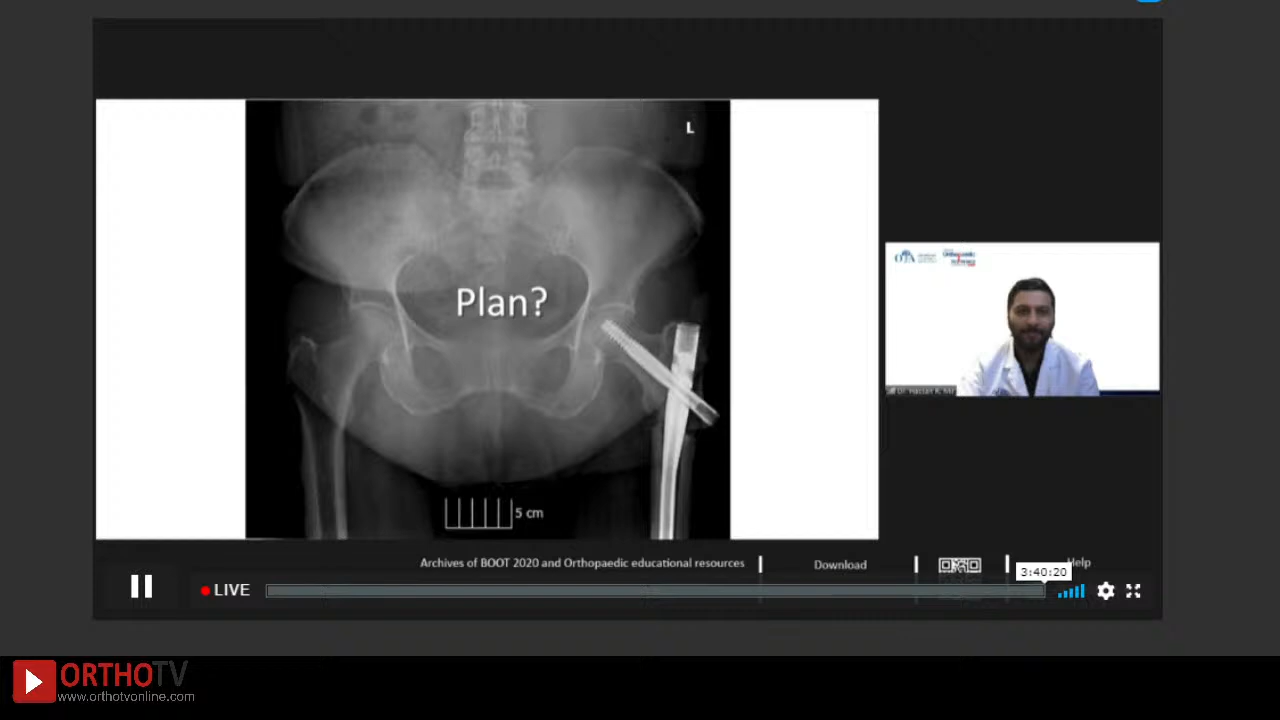 L
Plan?
5 cm
OTA
Archives of BOOT 2020 and Orthopaedic educational resources
Download
Help
3:40:20
LIVE
ORTHOTV
www.orthotvonline.com